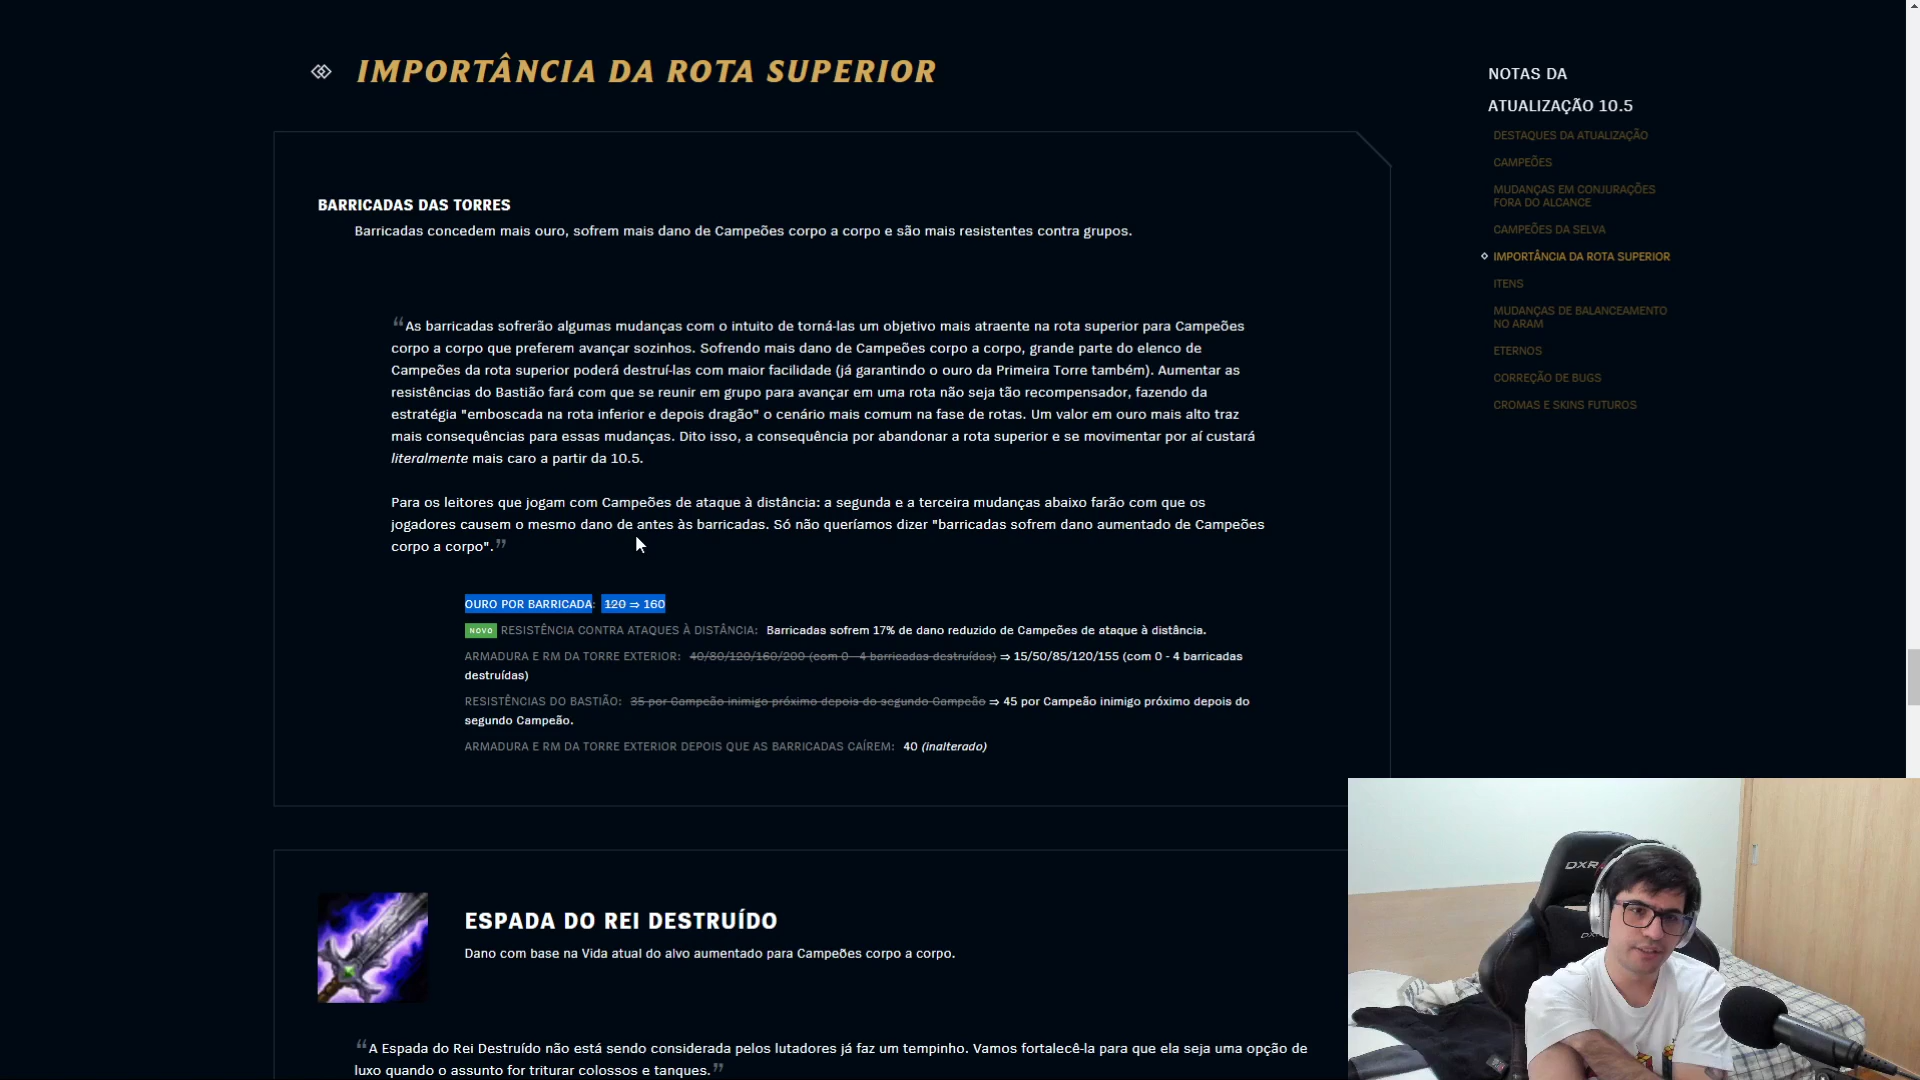 IMPORTÂNCIA DA ROTA SUPERIOR
BARRICADAS DAS TORRES
Barricadas concedem mais ouro, sofrem mais dano de Campeões corpo a corpo e são mais resistentes contra grupos.
“As barricadas sofrerão algumas mudanças com o intuito de torná-las um objetivo mais atraente na rota superior para Campeões
corpo a corpo que preferem avançar sozinhos. Sofrendo mais dano de Campeões corpo a corpo, grande parte do elenco de
Campeões da rota superior poderá destruí-las com maior facilidade (já garantindo o ouro da Primeira Torre também). Aumentar as
resistências do Bastião fará com que se reunir em grupo para avançar em uma rota não seja tão recompensador, fazendo da
estratégia "emboscada na rota inferior e depois dragão" o cenário mais comum na fase de rotas. Um valor em ouro mais alto traz
mais consequências para essas mudanças. Dito isso, a consequência por abandonar a rota superior e se movimentar por aí custará
literalmente mais caro a partir da 10.5.
Para os leitores que jogam com Campeões de ataque à distância: a segunda e a terceira mudanças abaixo farão com que os
jogadores causem o mesmo dano de antes às barricadas. Só não queríamos dizer "barricadas sofrem dano aumentado de Campeões
corpo a corpo".”
OURO POR BARRICADA: 120 ⇒ 160
NOVO RESISTÊNCIA CONTRA ATAQUES À DISTÂNCIA: Barricadas sofrem 17% de dano reduzido de Campeões de ataque à distância.
ARMADURA E RM DA TORRE EXTERIOR: 40/80/120/160/200 (com 0 - 4 barricadas destruídas) ⇒ 15/50/85/120/155 (com 0 - 4 barricadas
destruídas)
RESISTÊNCIAS DO BASTIÃO: 35 por Campeão inimigo próximo depois do segundo Campeão ⇒ 45 por Campeão inimigo próximo depois do
segundo Campeão.
ARMADURA E RM DA TORRE EXTERIOR DEPOIS QUE AS BARRICADAS CAÍREM: 40 (inalterado)
ESPADA DO REI DESTRUÍDO
Dano com base na Vida atual do alvo aumentado para Campeões corpo a corpo.
“A Espada do Rei Destruído não está sendo considerada pelos lutadores já faz um tempinho. Vamos fortalecê-la para que ela seja uma opção de
luxo quando o assunto for triturar colossos e tanques.”
NOTAS DA
ATUALIZAÇÃO 10.5
DESTAQUES DA ATUALIZAÇÃO
CAMPEÕES
MUDANÇAS EM CONJURAÇÕES
FORA DO ALCANCE
CAMPEÕES DA SELVA
IMPORTÂNCIA DA ROTA SUPERIOR
ITENS
MUDANÇAS DE BALANCEAMENTO
NO ARAM
ETERNOS
CORREÇÃO DE BUGS
CROMAS E SKINS FUTUROS